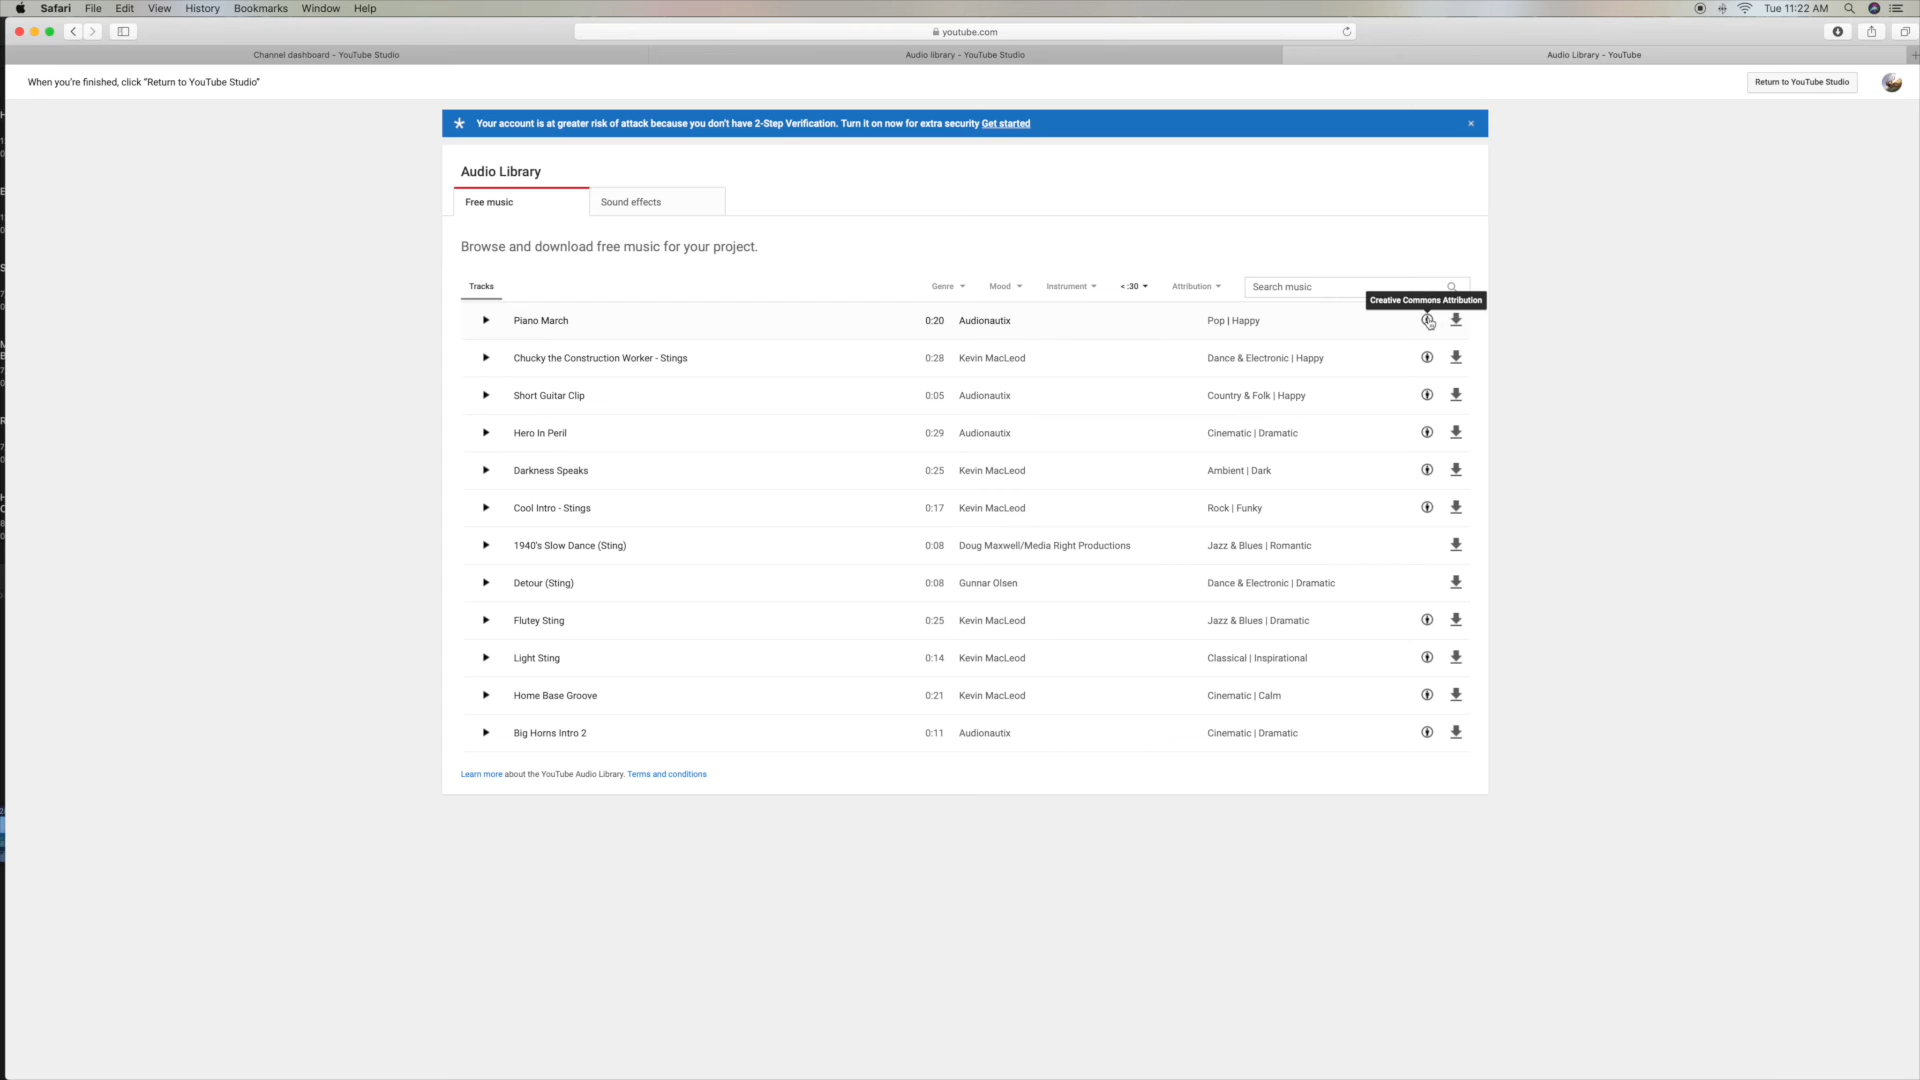 Safari File Edit View History Bookmarks Window Help Tue 11:22 AM
youtube.com
Channel dashboard - YouTube Studio Audio library - YouTube Studio Audio Library - YouTube
When you're finished, click "Return to YouTube Studio" Return to YouTube Studio
Your account is at greater risk of attack because you don't have 2-Step Verification. Turn it on now for extra security Get started ×
Audio Library
Free music Sound effects
Browse and download free music for your project.
Tracks Genre Mood Instrument < :30 Attribution Search music
Creative Commons Attribution
Piano March 0:20 Audionautix Pop | Happy
Chucky the Construction Worker - Stings 0:28 Kevin MacLeod Dance & Electronic | Happy
Short Guitar Clip 0:05 Audionautix Country & Folk | Happy
Hero In Peril 0:29 Audionautix Cinematic | Dramatic
Darkness Speaks 0:25 Kevin MacLeod Ambient | Dark
Cool Intro - Stings 0:17 Kevin MacLeod Rock | Funky
1940's Slow Dance (Sting) 0:08 Doug Maxwell/Media Right Productions Jazz & Blues | Romantic
Detour (Sting) 0:08 Gunnar Olsen Dance & Electronic | Dramatic
Flutey Sting 0:25 Kevin MacLeod Jazz & Blues | Dramatic
Light Sting 0:14 Kevin MacLeod Classical | Inspirational
Home Base Groove 0:21 Kevin MacLeod Cinematic | Calm
Big Horns Intro 2 0:11 Audionautix Cinematic | Dramatic
Learn more about the YouTube Audio Library. Terms and conditions